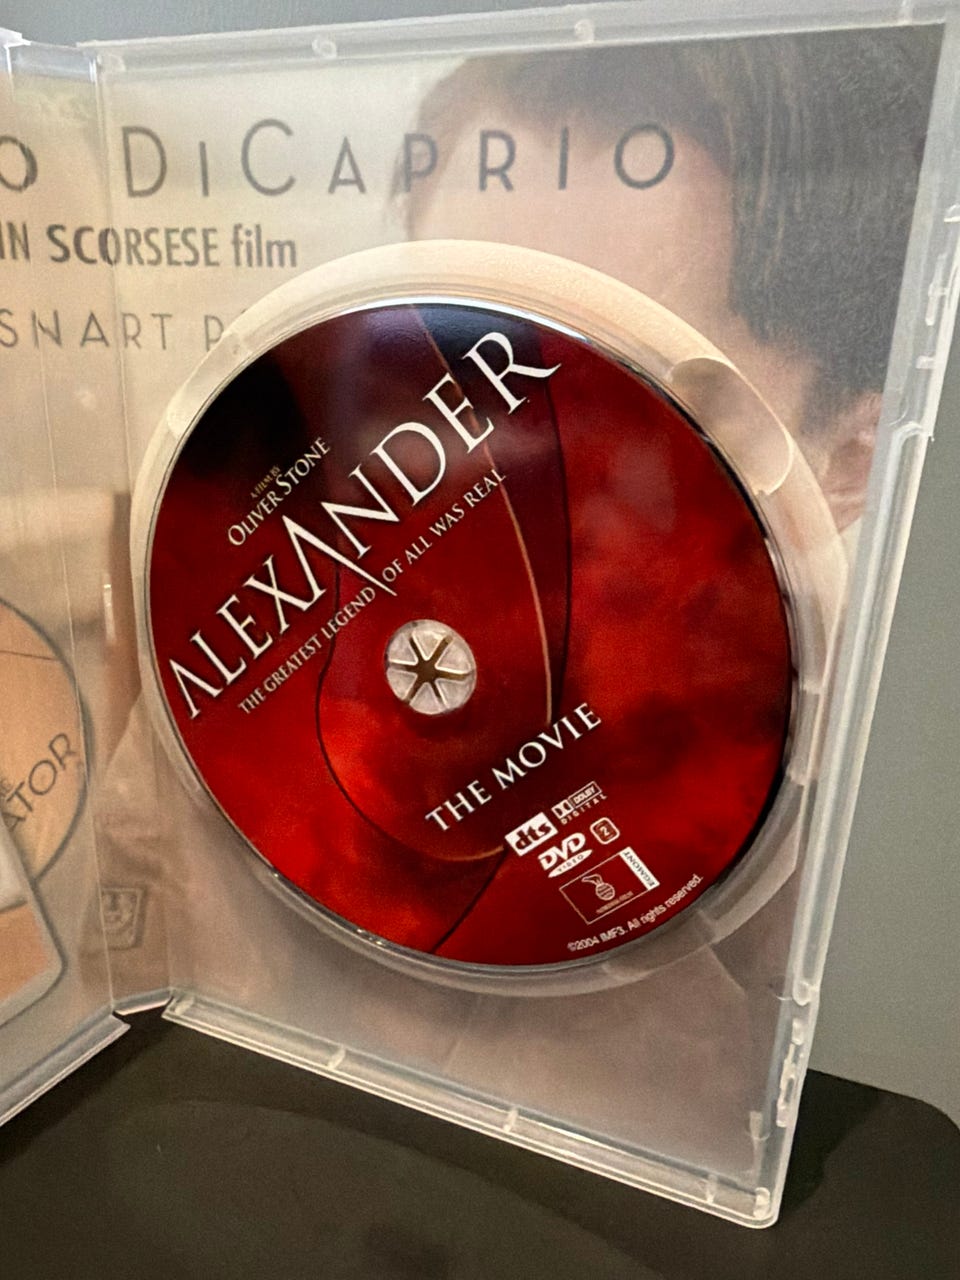 O DiCAPRIO
IN SCORSESE film
SNART P
A FILM BY
OLIVER STONE
ALEXANDER
THE GREATEST LEGEND OF ALL WAS REAL
THE MOVIE
dts
DOLBY
DIGITAL
DVD
VIDEO
2
EGMONT
©2004 IMF3. All rights reserved.
ATOR